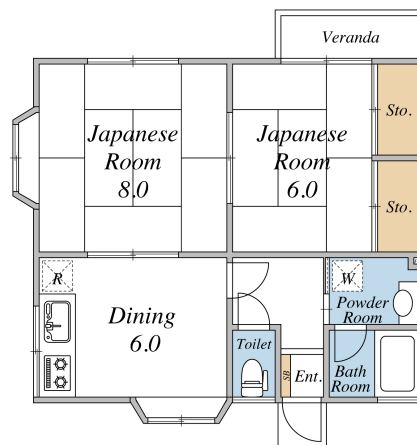 Veranda
Japanese
Room
8.0
Japanese
Room
6.0
Sto.
Sto.
R
Dining
6.0
W
Powder
Room
Toilet
SB
Ent.
Bath
Room